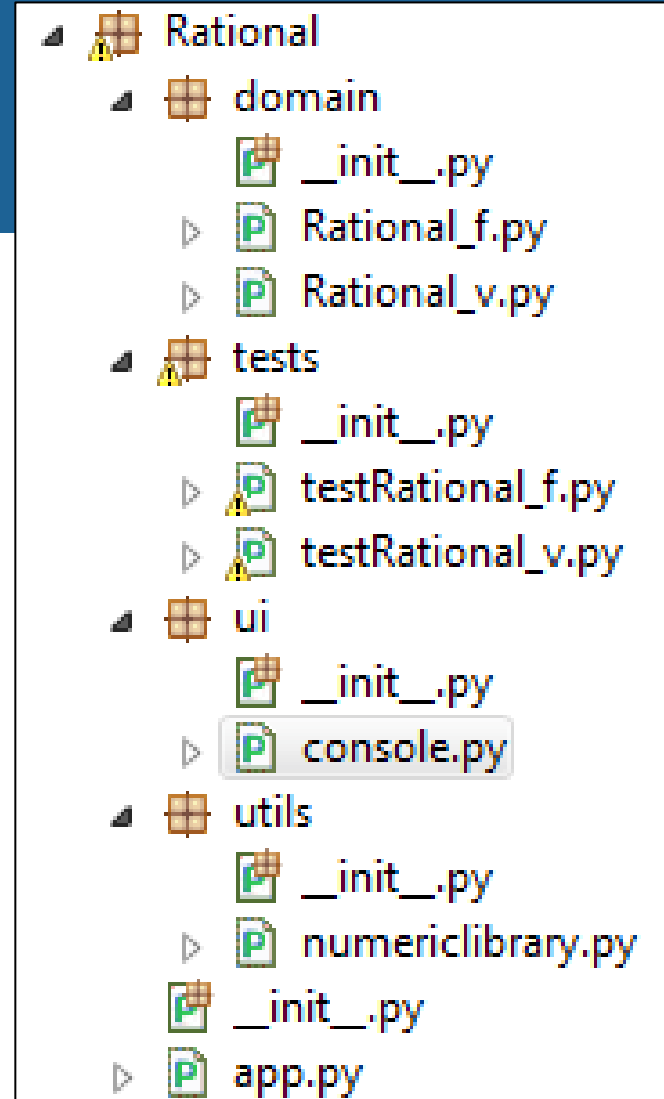 Rational
domain
__init__.py
Rational_f.py
Rational_v.py
tests
__init__.py
testRational_f.py
testRational_v.py
ui
__init__.py
console.py
utils
__init__.py
numericlibrary.py
__init__.py
app.py